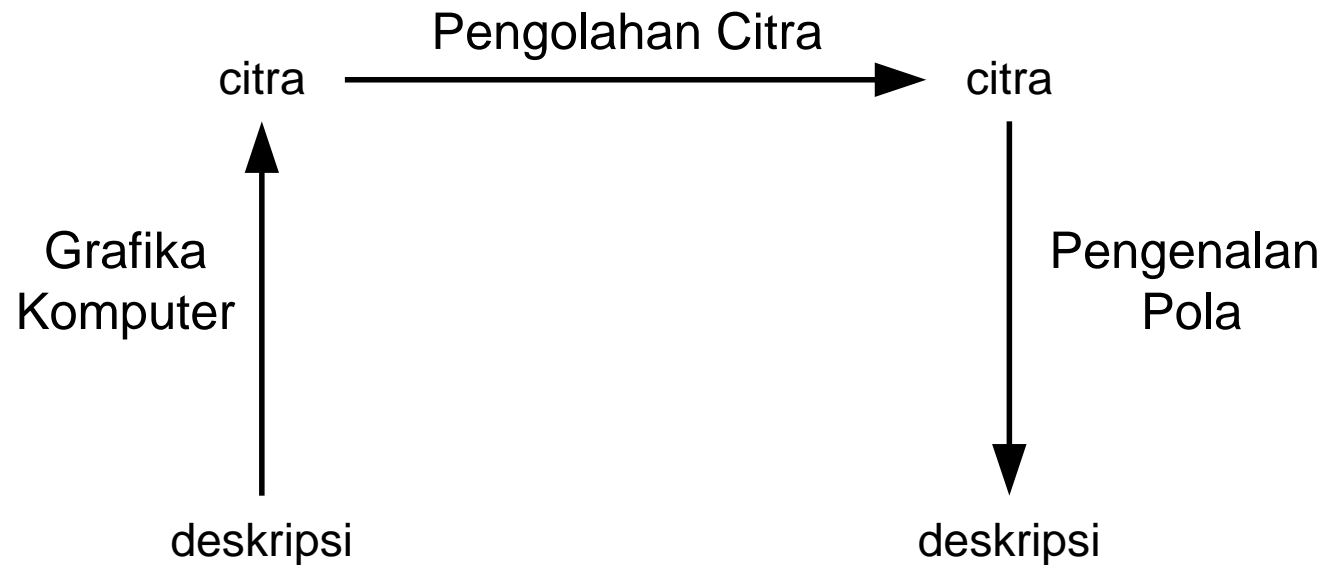 Pengolahan Citra
citra
citra
Grafika
Komputer
Pengenalan
Pola
deskripsi
deskripsi